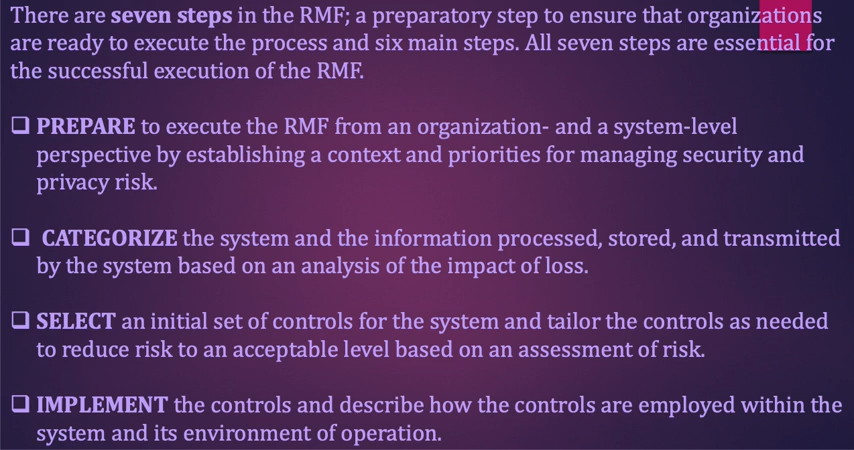 There are seven steps in the RMF; a preparatory step to ensure that organizations
are ready to execute the process and six main steps. All seven steps are essential for
the successful execution of the RMF.
❑ PREPARE to execute the RMF from an organization- and a system-level
perspective by establishing a context and priorities for managing security and
privacy risk.
❑ CATEGORIZE the system and the information processed, stored, and transmitted
by the system based on an analysis of the impact of loss.
❑ SELECT an initial set of controls for the system and tailor the controls as needed
to reduce risk to an acceptable level based on an assessment of risk.
❑ IMPLEMENT the controls and describe how the controls are employed within the
system and its environment of operation.